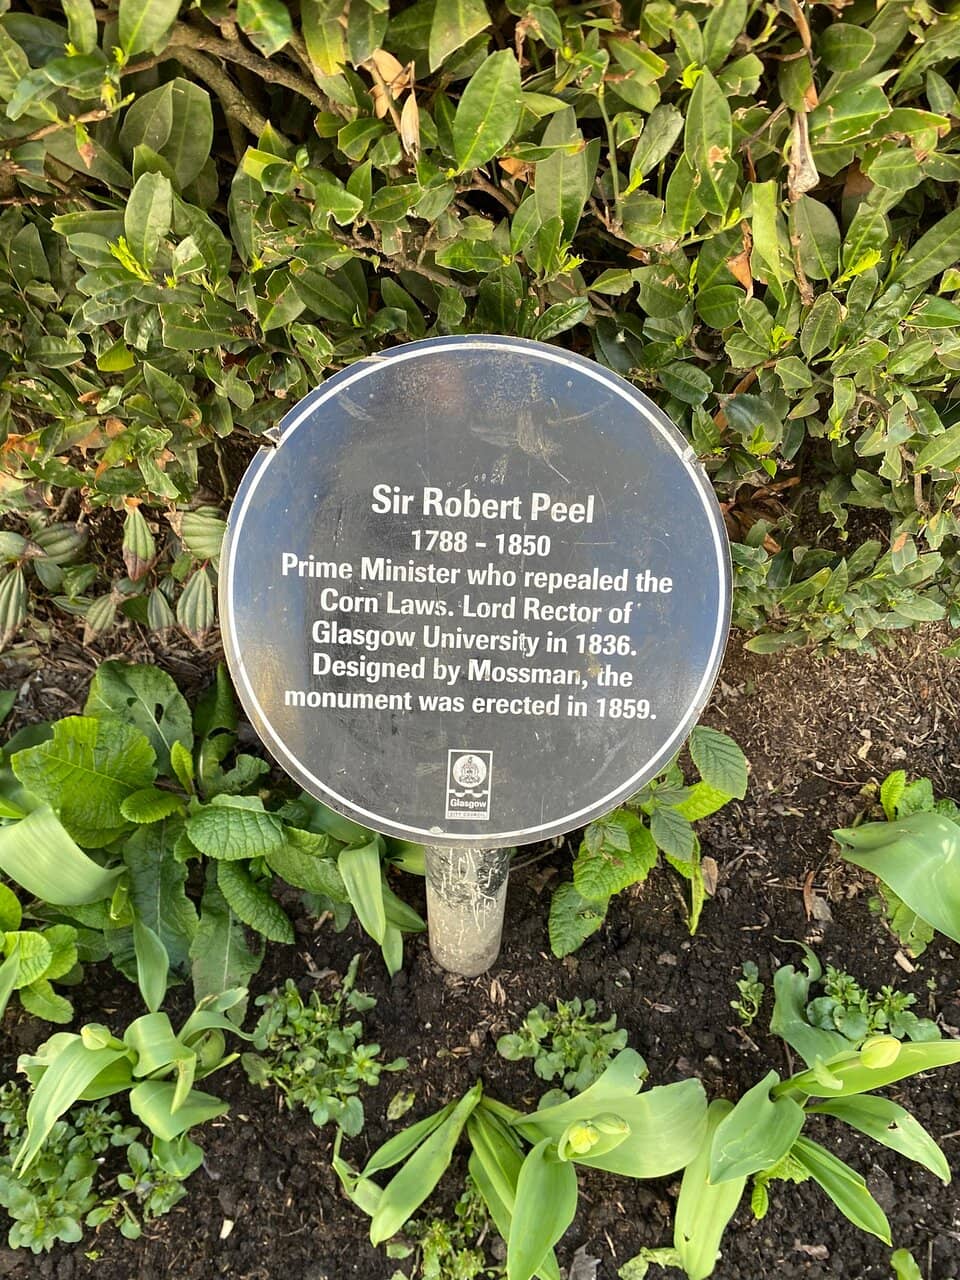 Sir Robert Peel
1788 - 1850
Prime Minister who repealed the
Corn Laws. Lord Rector of
Glasgow University in 1836.
Designed by Mossman, the
monument was erected in 1859.
Glasgow
CITY COUNCIL